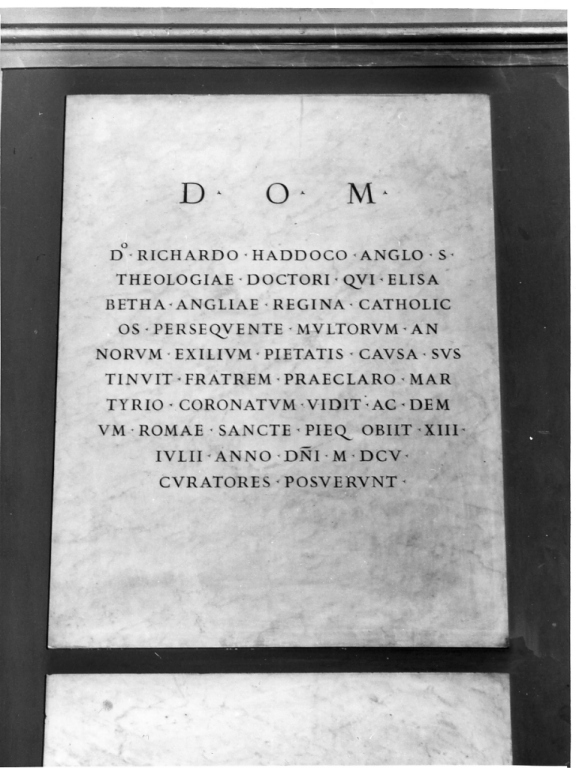 D · O · M ·
Dº · RICHARDO · HADDOCO · ANGLO · S ·
THEOLOGIAE · DOCTORI · QVI · ELISA
BETHA · ANGLIAE · REGINA · CATHOLIC
OS · PERSEQVENTE · MVLTORVM · AN
NORVM · EXILIVM · PIETATIS · CAVSA · SVS
TINVIT · FRATREM · PRAECLARO · MAR
TYRIO · CORONATVM · VIDIT · AC · DEM
VM · ROMAE · SANCTE · PIEQ OBIIT · XIII ·
IVLII · ANNO · DÑI · M · DCV ·
CVRATORES · POSVERVNT ·